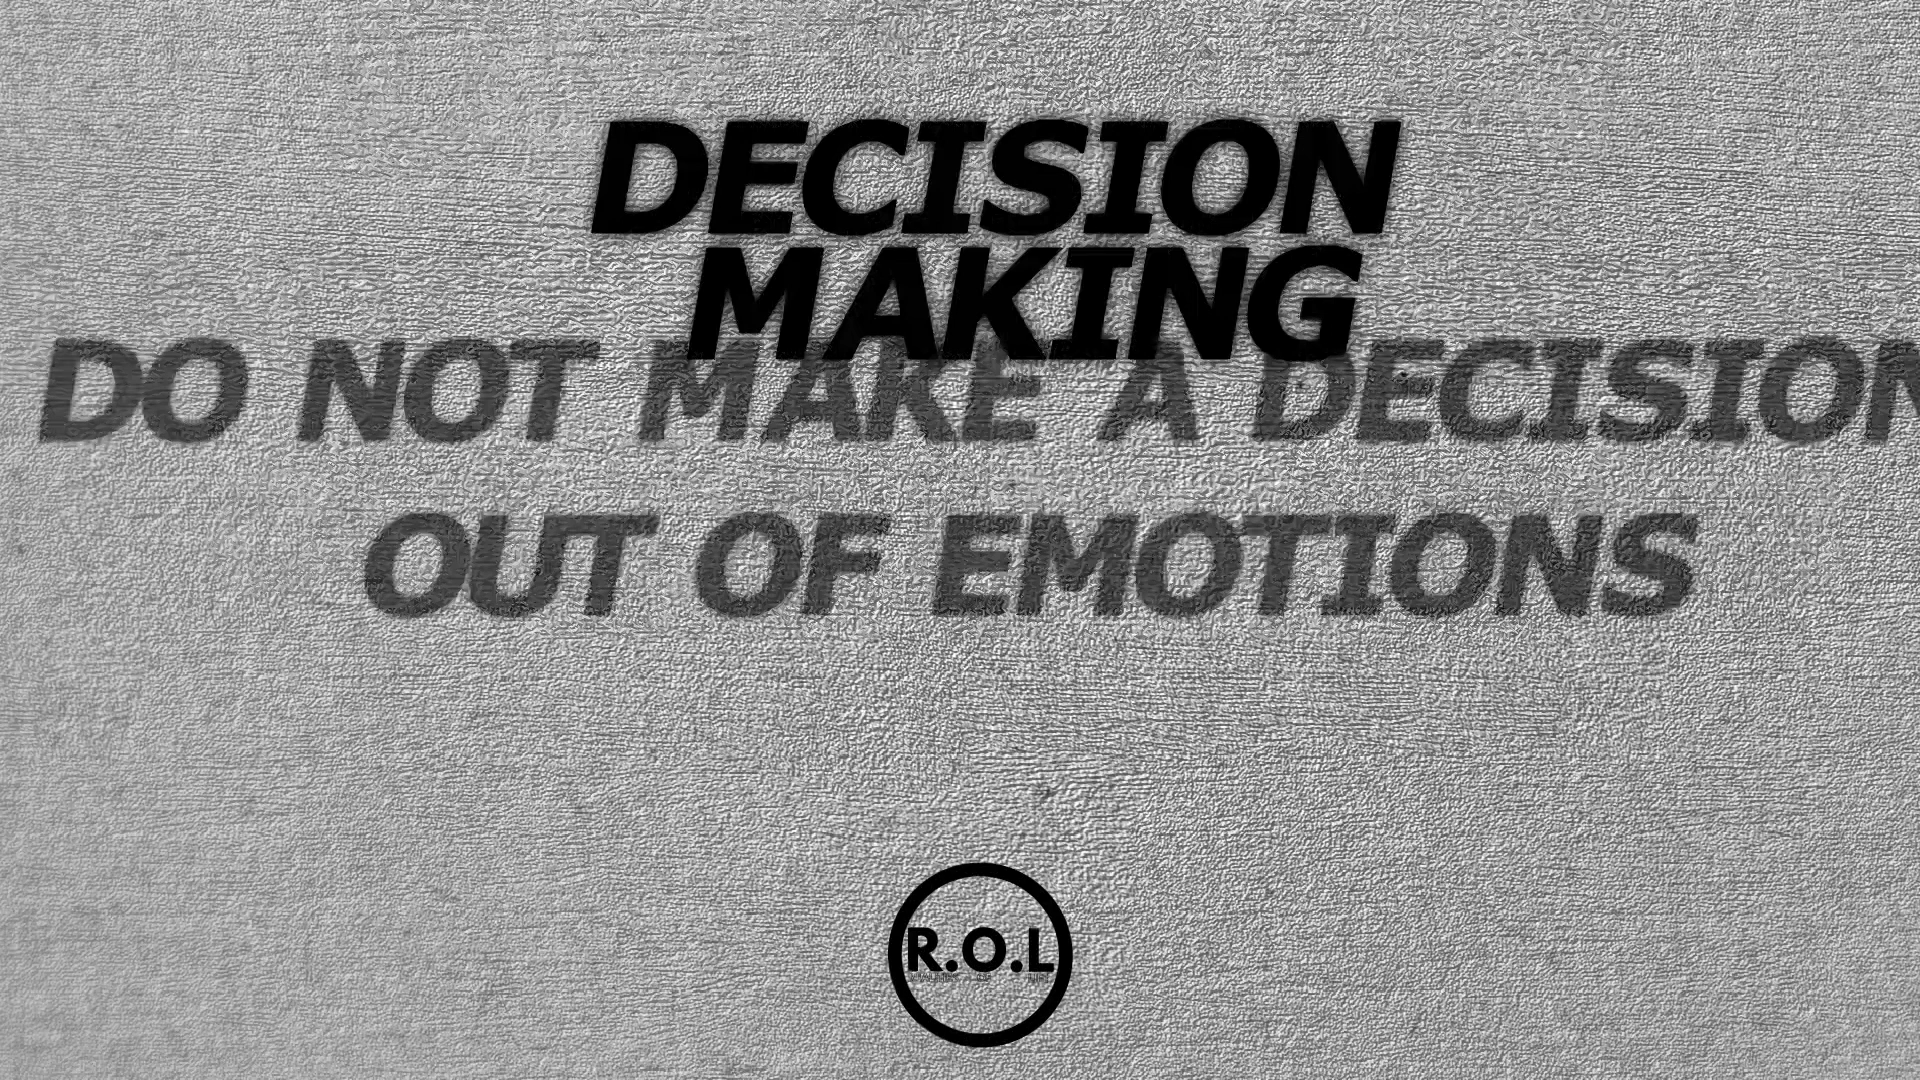 DECISION
MAKING
DO NOT MAKE A DECISION
OUT OF EMOTIONS
R.O.L